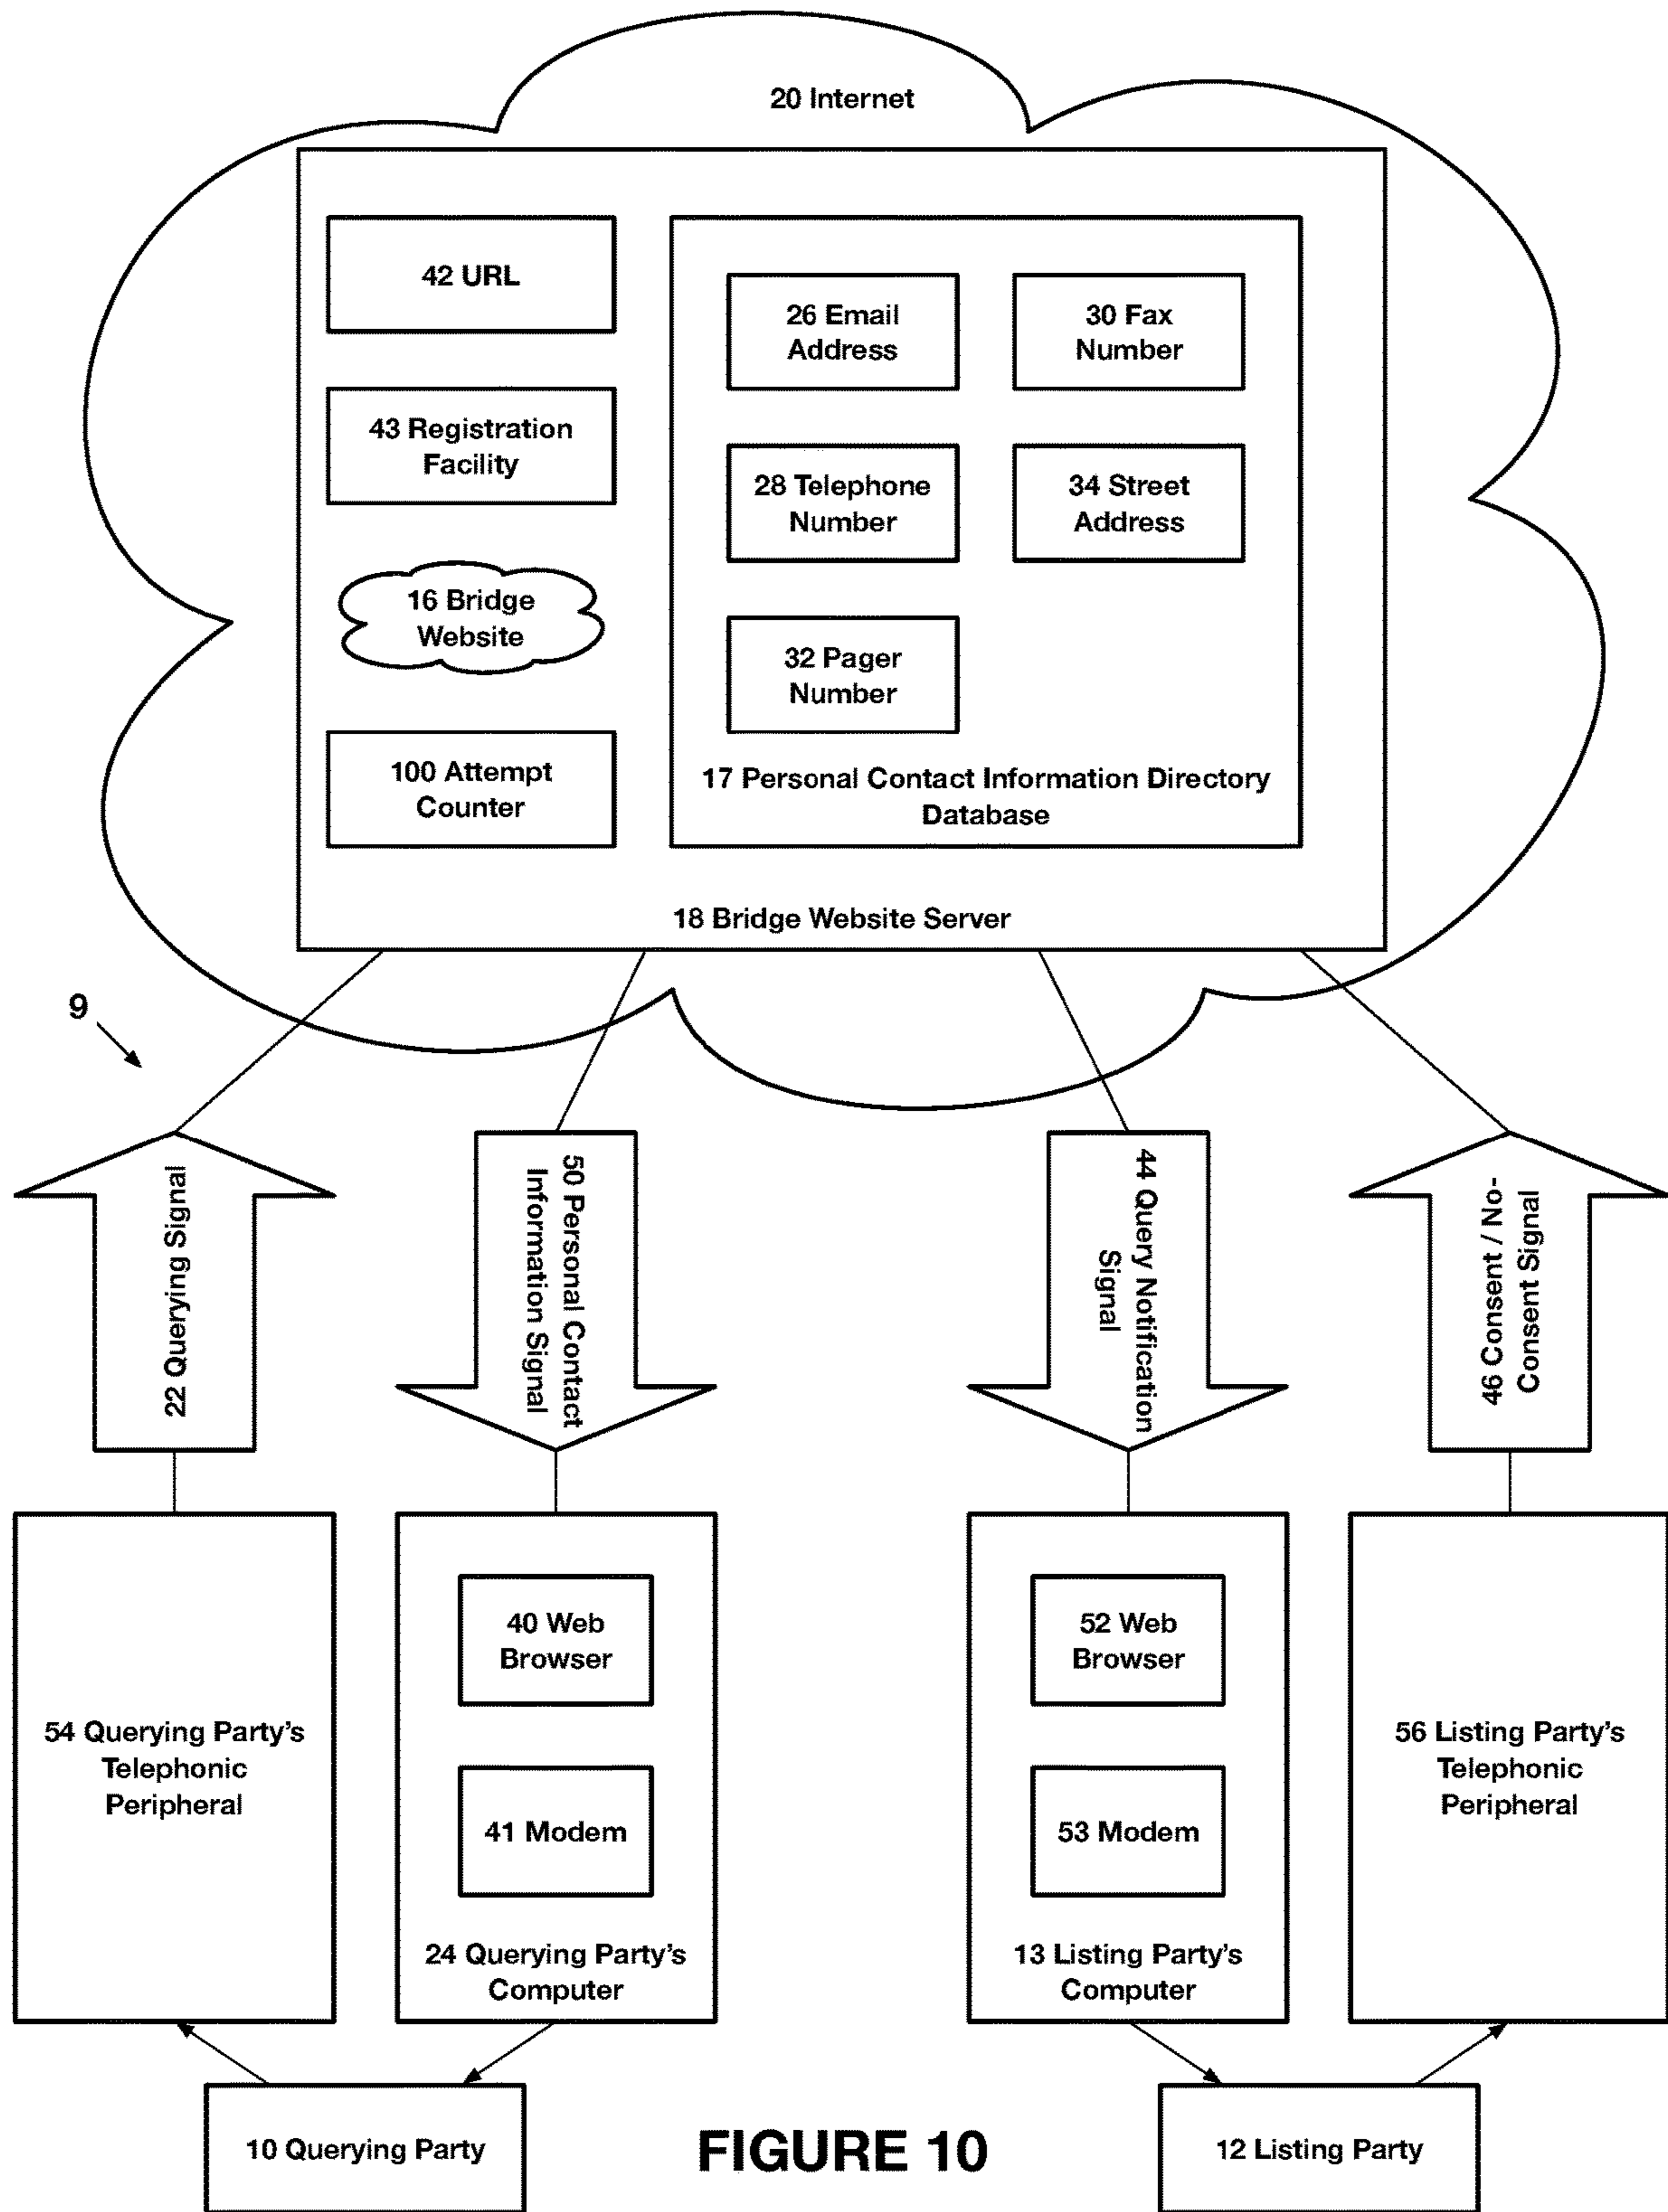 20 Internet
42 URL
26 Email
Address
30 Fax
Number
43 Registration
Facility
28 Telephone
Number
34 Street
Address
16 Bridge
Website
32 Pager
Number
100 Attempt
Counter
17 Personal Contact Information Directory
Database
18 Bridge Website Server
9
22 Querying Signal
50 Personal Contact
Information Signal
44 Query Notification
Signal
46 Consent / No-
Consent Signal
54 Querying Party's
Telephonic
Peripheral
40 Web
Browser
41 Modem
24 Querying Party's
Computer
52 Web
Browser
53 Modem
13 Listing Party's
Computer
56 Listing Party's
Telephonic
Peripheral
10 Querying Party
FIGURE 10
12 Listing Party